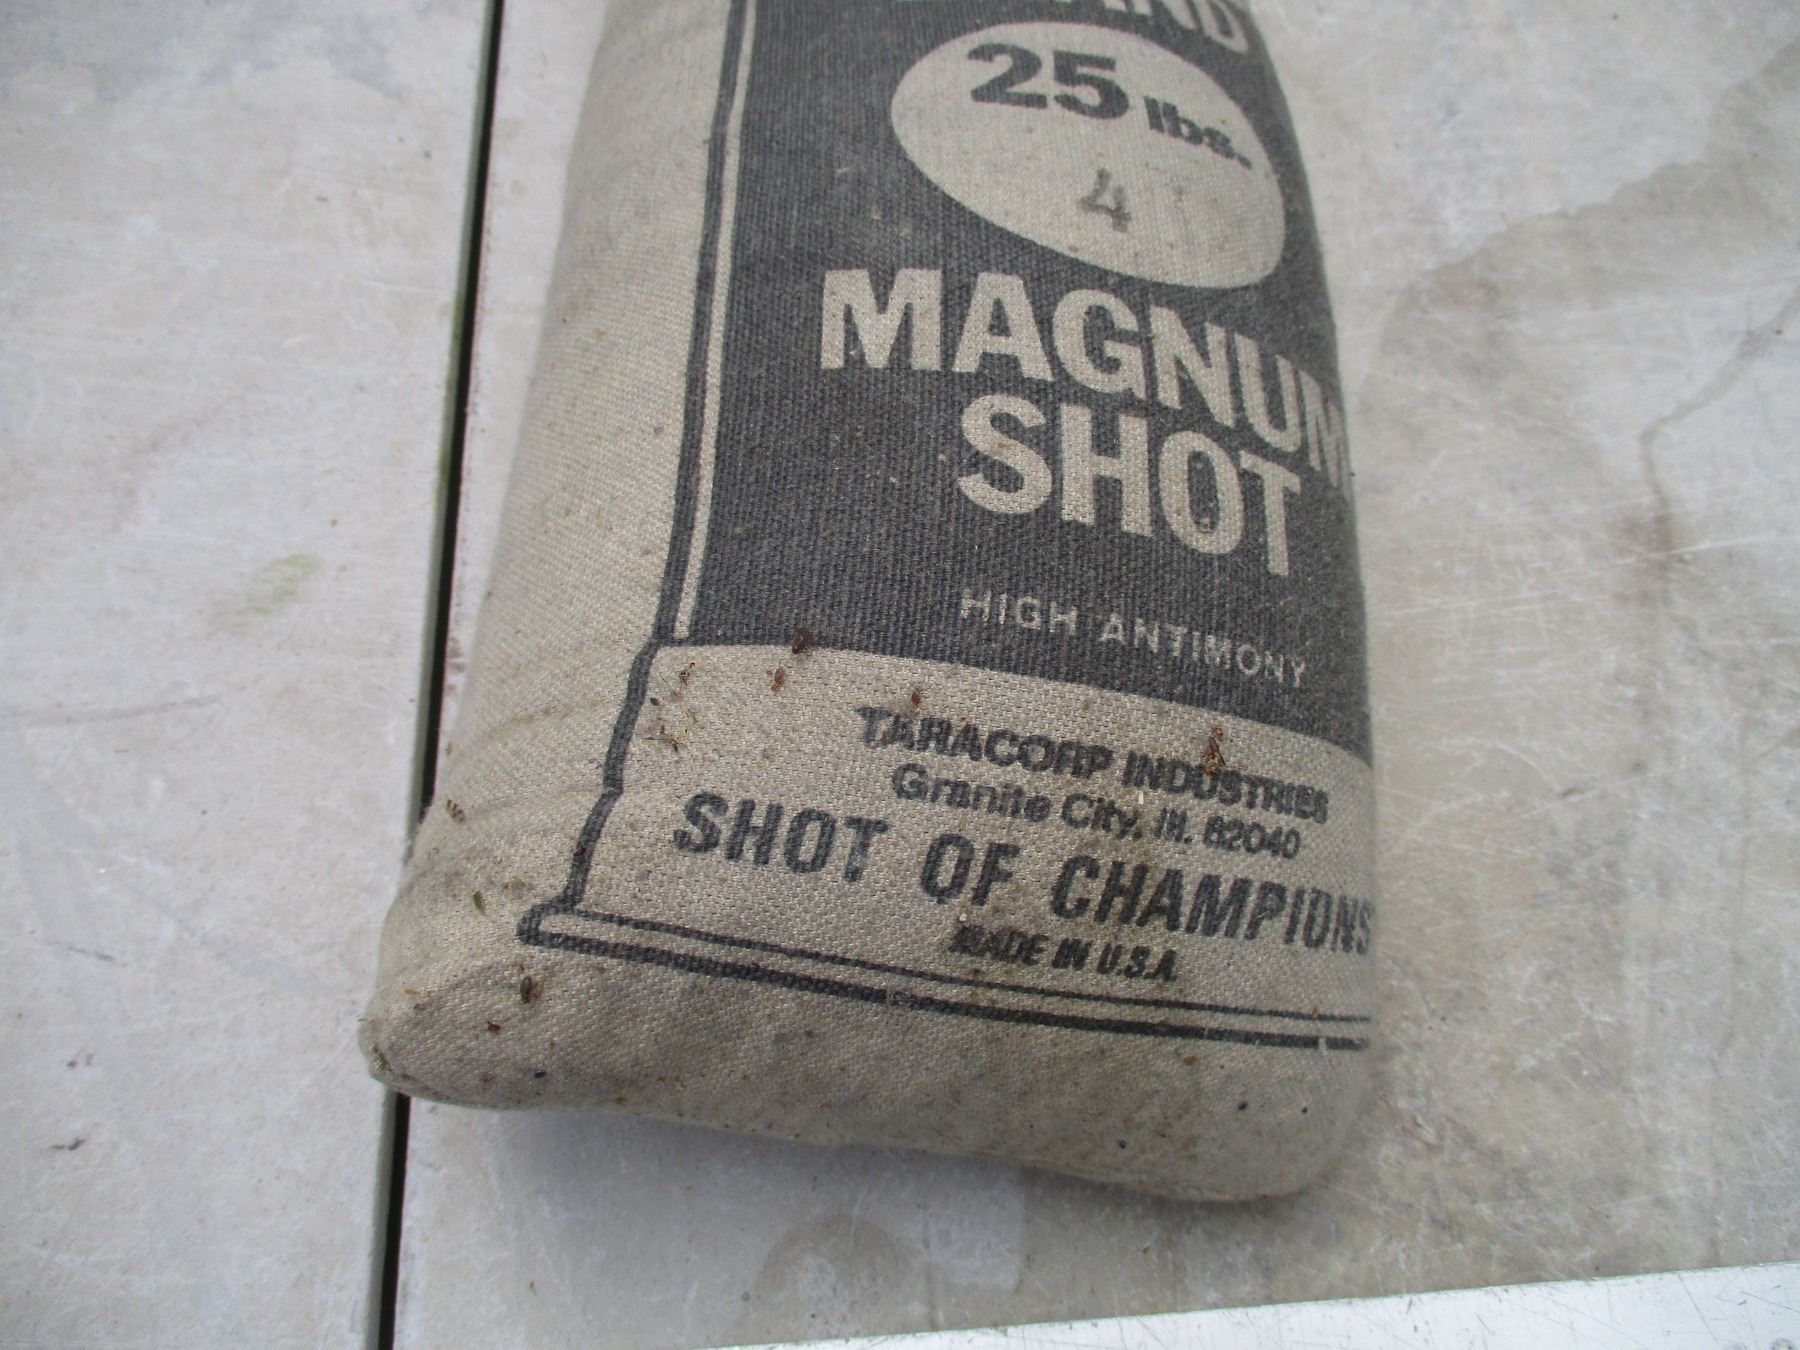 25 lbs.
4
MAGNUM
SHOT
HIGH ANTIMONY
TARACORP INDUSTRIES
Granite City, Ill. 62040
SHOT OF CHAMPIONS
MADE IN U.S.A.